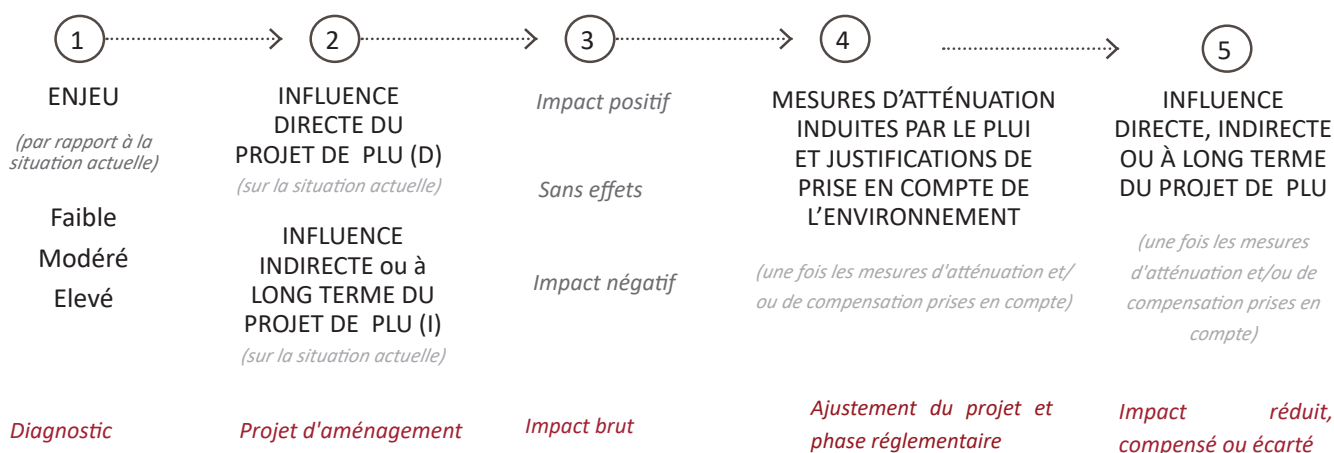 1
ENJEU
(par rapport à la
situation actuelle)
Faible
Modéré
Elevé
Diagnostic
2
INFLUENCE
DIRECTE DU
PROJET DE PLU (D)
(sur la situation actuelle)
INFLUENCE
INDIRECTE ou à
LONG TERME DU
PROJET DE PLU (I)
(sur la situation actuelle)
Projet d'aménagement
3
Impact positif
Sans effets
Impact négatif
Impact brut
4
MESURES D'ATTÉNUATION
INDUITES PAR LE PLUI
ET JUSTIFICATIONS DE
PRISE EN COMPTE DE
L'ENVIRONNEMENT
(une fois les mesures d'atténuation et/
ou de compensation prises en compte)
Ajustement du projet et
phase réglementaire
5
INFLUENCE
DIRECTE, INDIRECTE
OU À LONG TERME
DU PROJET DE PLU
(une fois les mesures
d'atténuation et/ou de
compensation prises en
compte)
Impact réduit,
compensé ou écarté